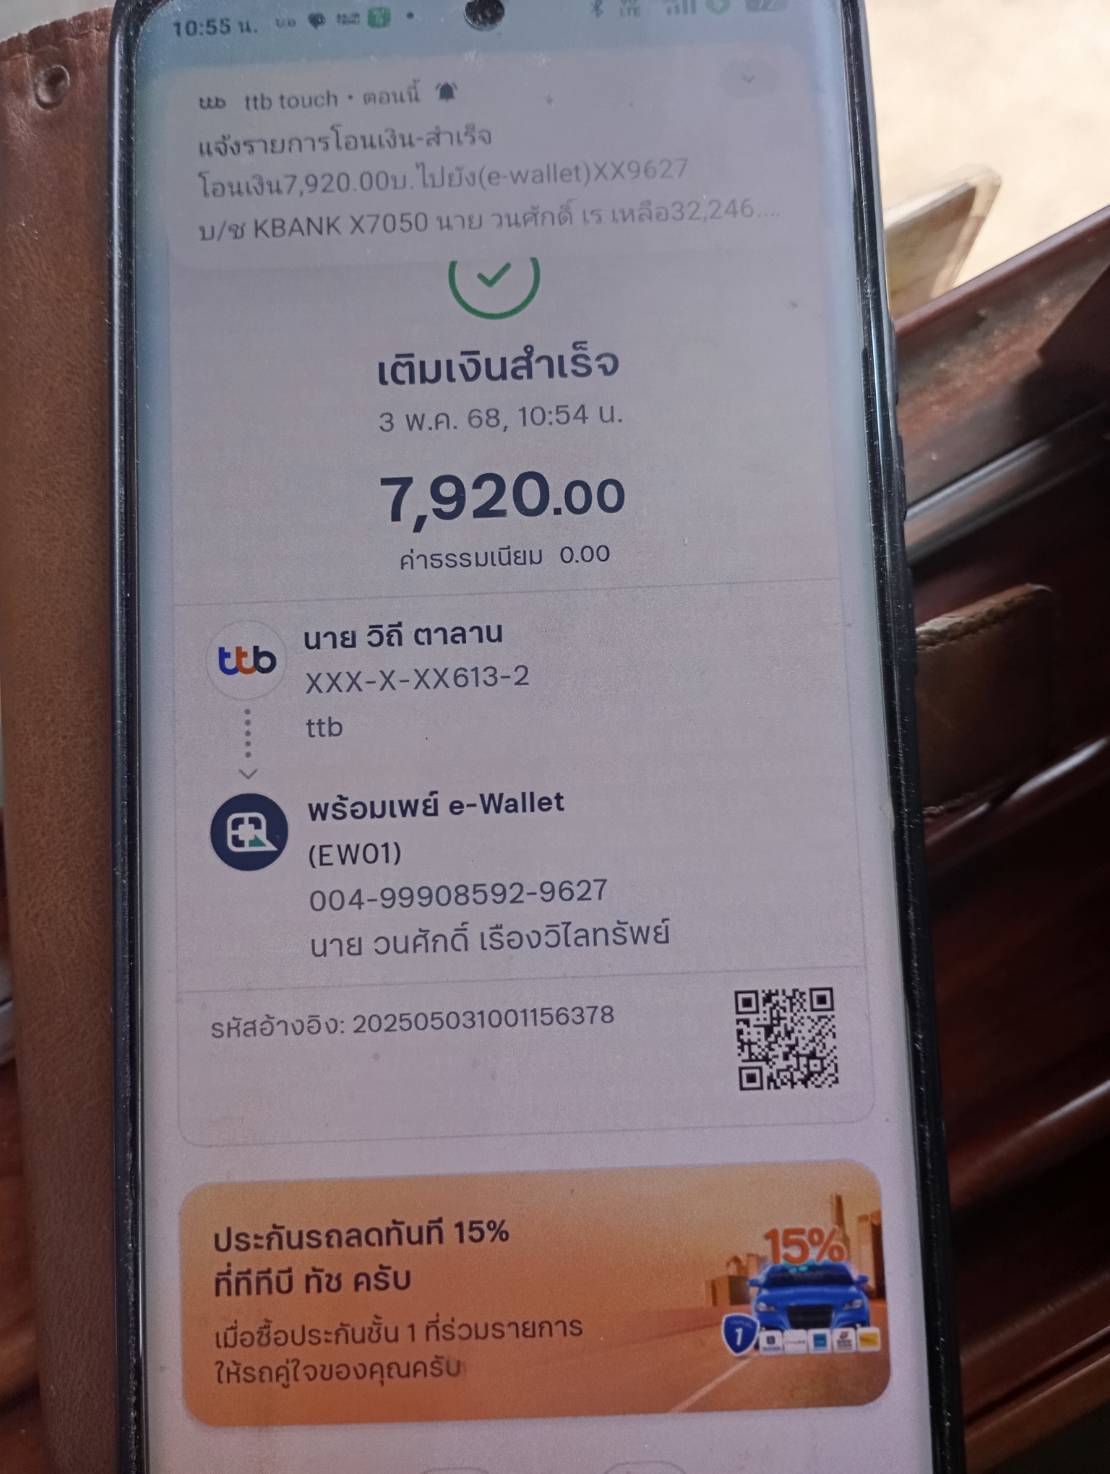 10:55 น.
ttb ttb touch • ตอนนี้
แจ้งรายการโอนเงิน-สำเร็จ
โอนเงิน7,920.00บ.ไปยัง(e-wallet)XX9627
บ/ช KBANK X7050 นาย วนศักดิ์ เร เหลือ32,246....
เติมเงินสำเร็จ
3 พ.ค. 68, 10:54 น.
7,920.00
ค่าธรรมเนียม 0.00
ttb
นาย วิถี ตาลาน
XXX-X-XX613-2
ttb
พร้อมเพย์ e-Wallet
(EW01)
004-99908592-9627
นาย วนศักดิ์ เรืองวิไลทรัพย์
รหัสอ้างอิง: 202505031001156378
ประกันรถลดทันที 15%
ที่ทีทีบี ทัช ครับ
เมื่อซื้อประกันชั้น 1 ที่ร่วมรายการ
ให้รถคู่ใจของคุณครับ
15%
1